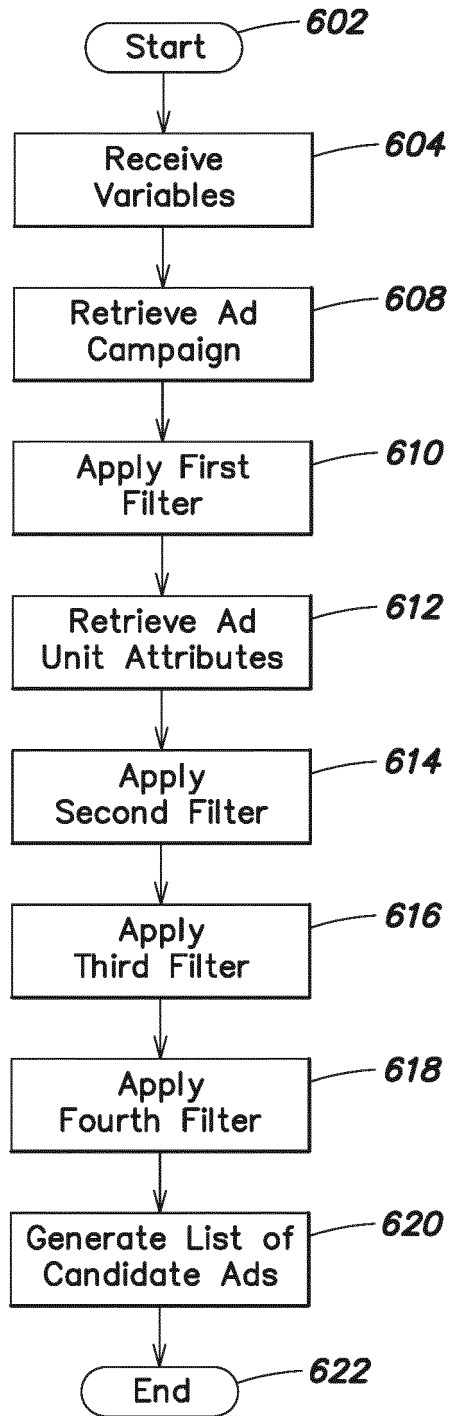 602
Start
604
Receive
Variables
608
Retrieve Ad
Campaign
610
Apply First
Filter
612
Retrieve Ad
Unit Attributes
614
Apply
Second Filter
616
Apply
Third Filter
618
Apply
Fourth Filter
620
Generate List of
Candidate Ads
622
End